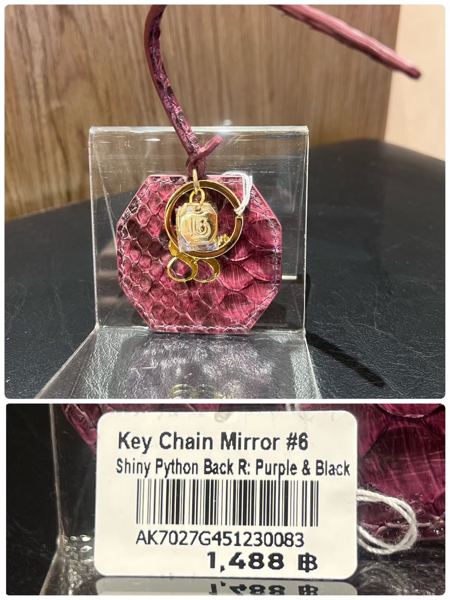 Key Chain Mirror #6
Shiny Python Back R: Purple & Black
AK7027G451230083
1,488 ฿